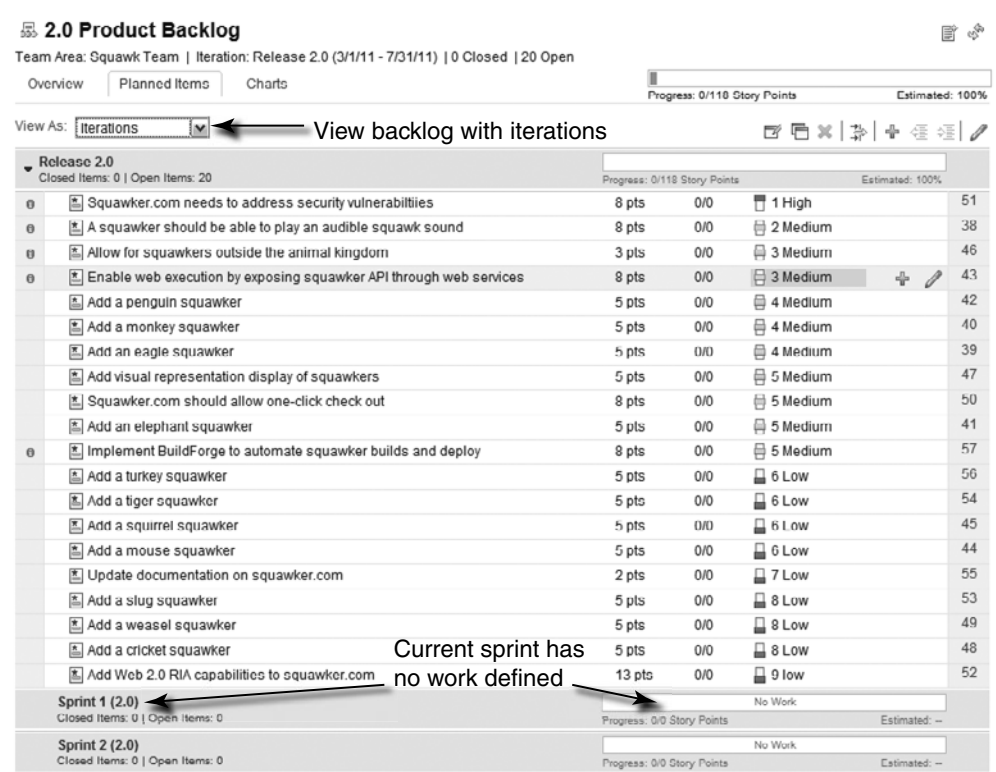 2.0 Product Backlog
Team Area: Squawk Team | Iteration: Release 2.0 (3/1/11 - 7/31/11) | 0 Closed | 20 Open
Overview Planned Items Charts
Progress: 0/118 Story Points Estimated: 100%
View As: Iterations View backlog with iterations
Release 2.0
Closed Items: 0 | Open Items: 20 Progress: 0/118 Story Points Estimated: 100%
Squawker.com needs to address security vulnerabiltiies 8 pts 0/0 1 High 51
A squawker should be able to play an audible squawk sound 8 pts 0/0 2 Medium 38
Allow for squawkers outside the animal kingdom 3 pts 0/0 3 Medium 46
Enable web execution by exposing squawker API through web services 8 pts 0/0 3 Medium 43
Add a penguin squawker 5 pts 0/0 4 Medium 42
Add a monkey squawker 5 pts 0/0 4 Medium 40
Add an eagle squawker 5 pts 0/0 4 Medium 39
Add visual representation display of squawkers 5 pts 0/0 5 Medium 47
Squawker.com should allow one-click check out 8 pts 0/0 5 Medium 50
Add an elephant squawker 5 pts 0/0 5 Medium 41
Implement BuildForge to automate squawker builds and deploy 8 pts 0/0 5 Medium 57
Add a turkey squawker 5 pts 0/0 6 Low 56
Add a tiger squawker 5 pts 0/0 6 Low 54
Add a squirrel squawker 5 pts 0/0 6 Low 45
Add a mouse squawker 5 pts 0/0 6 Low 44
Update documentation on squawker.com 2 pts 0/0 7 Low 55
Add a slug squawker 5 pts 0/0 8 Low 53
Add a weasel squawker 5 pts 0/0 8 Low 49
Add a cricket squawker 5 pts 0/0 8 Low 48
Add Web 2.0 RIA capabilities to squawker.com 13 pts 0/0 9 low 52
Current sprint has
no work defined
Sprint 1 (2.0) No Work
Closed Items: 0 | Open Items: 0 Progress: 0/0 Story Points Estimated: --
Sprint 2 (2.0) No Work
Closed Items: 0 | Open Items: 0 Progress: 0/0 Story Points Estimated: --